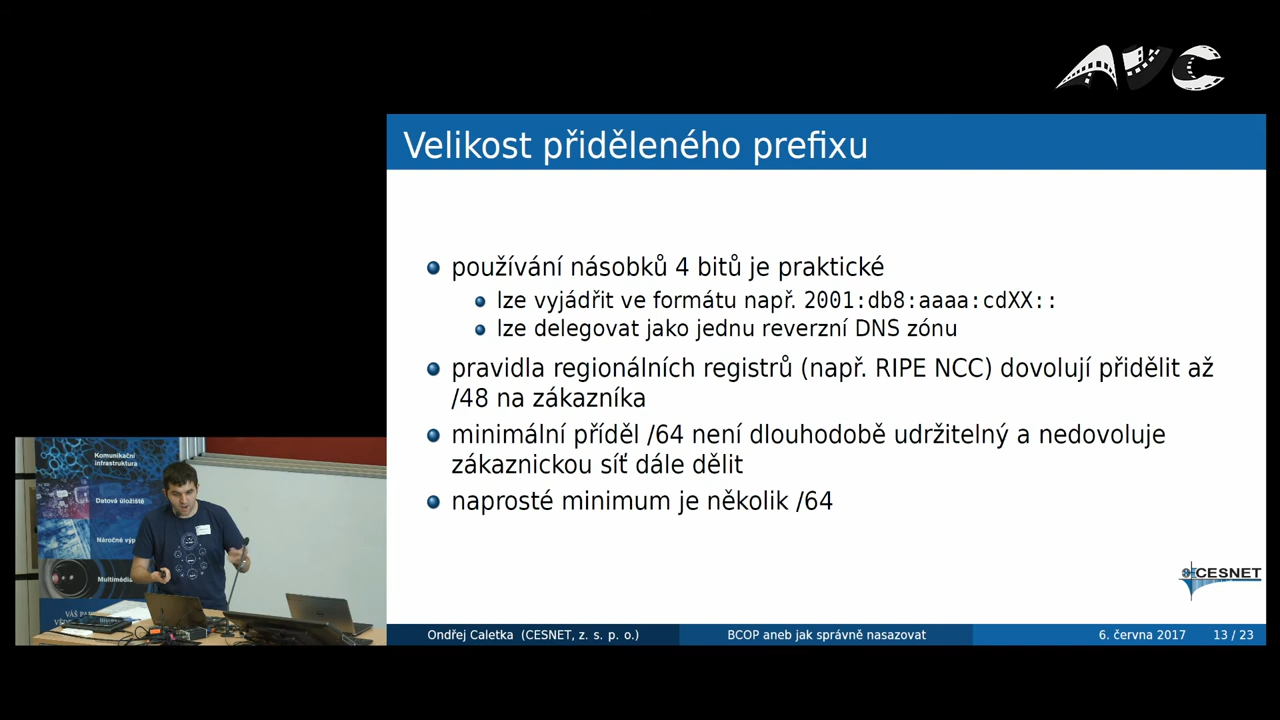 AVC
Velikost přiděleného prefixu
používání násobků 4 bitů je praktické
lze vyjádřit ve formátu např. 2001:db8:aaaa:cdXX::
lze delegovat jako jednu reverzní DNS zónu
pravidla regionálních registrů (např. RIPE NCC) dovolují přidělit až
/48 na zákazníka
minimální příděl /64 není dlouhodobě udržitelný a nedovoluje
zákaznickou síť dále dělit
naprosté minimum je několik /64
CESNET
Ondřej Caletka (CESNET, z. s. p. o.)
BCOP aneb jak správně nasazovat
6. června 2017
13 / 23
Komunikační
infrastruktura
Datová úložiště
Náročné výp
Multimédia